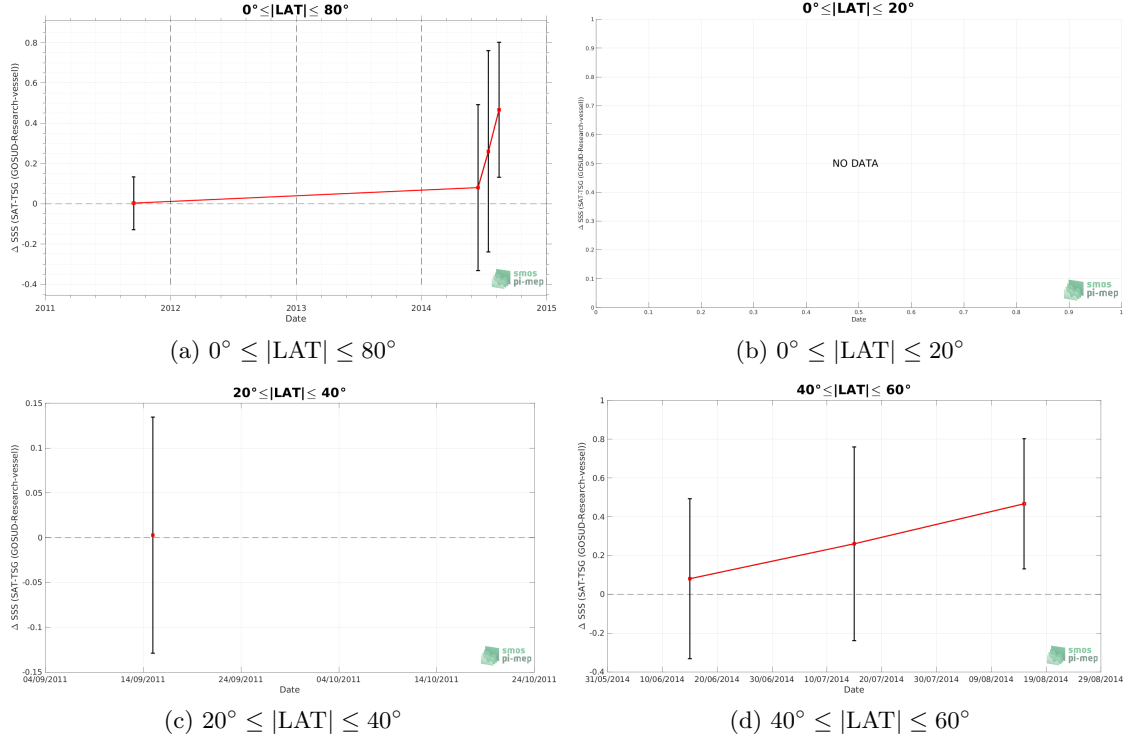 0°≤|LAT|≤ 80°
Δ SSS (SAT-TSG (GOSUD-Research-vessel))
0.8
0.6
0.4
0.2
0
-0.2
-0.4
2011
2012
2013
2014
2015
Date
smos
pi-mep
(a) 0° ≤ |LAT| ≤ 80°
0°≤|LAT|≤ 20°
Δ SSS (SAT-TSG (GOSUD-Research-vessel))
1
0.9
0.8
0.7
0.6
0.5
0.4
0.3
0.2
0.1
0
NO DATA
0
0.1
0.2
0.3
0.4
0.5
0.6
0.7
0.8
0.9
1
Date
smos
pi-mep
(b) 0° ≤ |LAT| ≤ 20°
20°≤|LAT|≤ 40°
Δ SSS (SAT-TSG (GOSUD-Research-vessel))
0.15
0.1
0.05
0
-0.05
-0.1
-0.15
04/09/2011
14/09/2011
24/09/2011
04/10/2011
14/10/2011
24/10/2011
Date
smos
pi-mep
(c) 20° ≤ |LAT| ≤ 40°
40°≤|LAT|≤ 60°
Δ SSS (SAT-TSG (GOSUD-Research-vessel))
1
0.8
0.6
0.4
0.2
0
-0.2
-0.4
31/05/2014
10/06/2014
20/06/2014
30/06/2014
10/07/2014
20/07/2014
30/07/2014
09/08/2014
19/08/2014
29/08/2014
Date
smos
pi-mep
(d) 40° ≤ |LAT| ≤ 60°